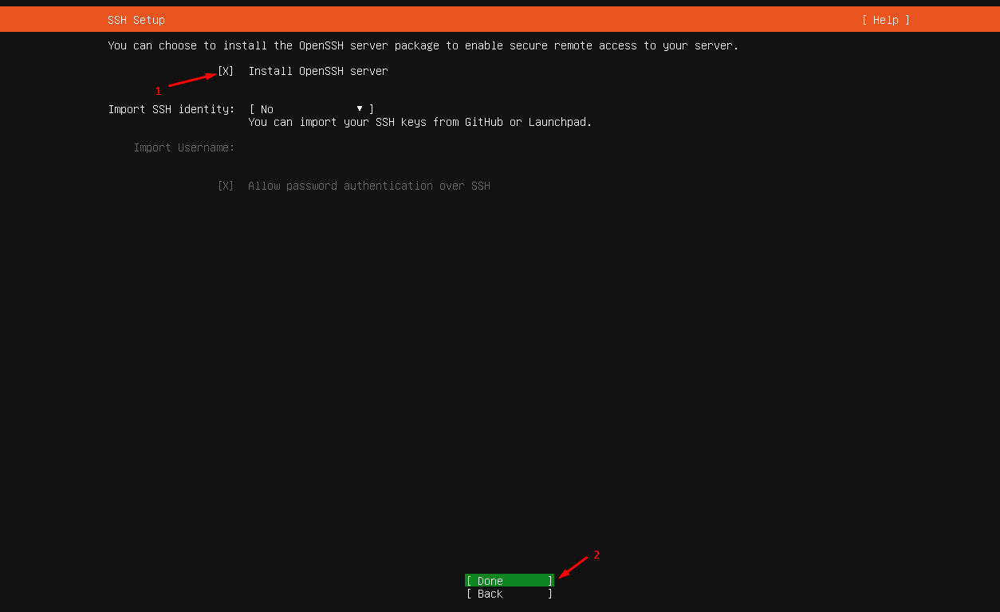 SSH Setup [ Help ]
You can choose to install the OpenSSH server package to enable secure remote access to your server.
[X] Install OpenSSH server
1
Import SSH identity: [ No ▼ ]
You can import your SSH keys from GitHub or Launchpad.
Import Username:
[X] Allow password authentication over SSH
2
[ Done ]
[ Back ]